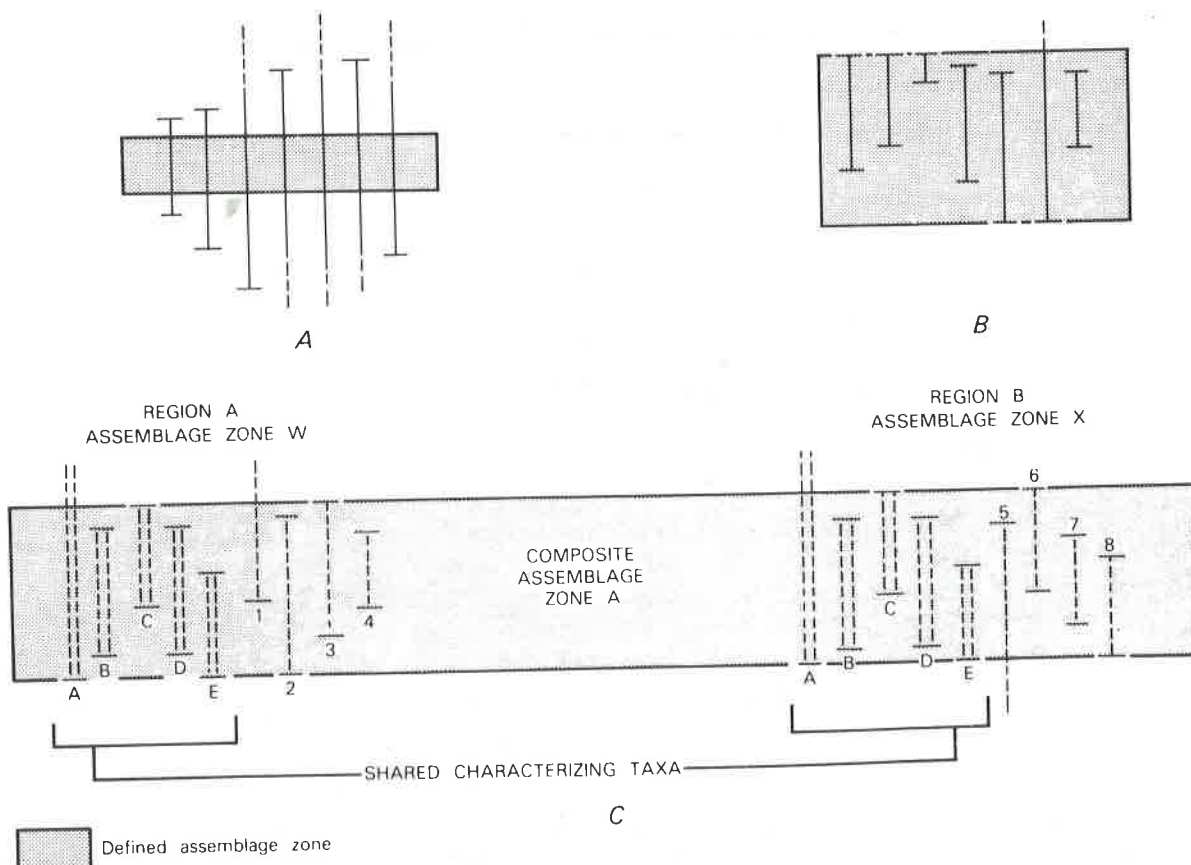 A
B
REGION A
ASSEMBLAGE ZONE W
REGION B
ASSEMBLAGE ZONE X
6
5
7
8
COMPOSITE
ASSEMBLAGE
ZONE A
C
1
4
3
B
D
A
E
2
C
B
D
A
E
SHARED CHARACTERIZING TAXA
C
Defined assemblage zone